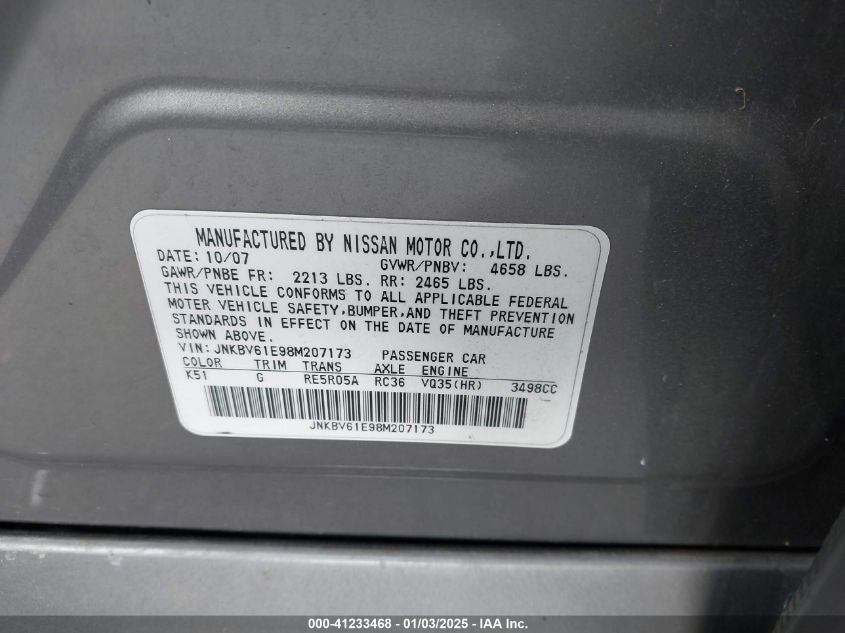 MANUFACTURED BY NISSAN MOTOR CO.,LTD.
DATE: 10/07 GVWR/PNBV: 4658 LBS.
GAWR/PNBE FR: 2213 LBS. RR: 2465 LBS.
THIS VEHICLE CONFORMS TO ALL APPLICABLE FEDERAL
MOTER VEHICLE SAFETY,BUMPER,AND THEFT PREVENTION
STANDARDS IN EFFECT ON THE DATE OF MANUFACTURE
SHOWN ABOVE.
VIN: JNKBV61E98M207173 PASSENGER CAR
COLOR TRIM TRANS AXLE ENGINE
K51 G RE5R05A RC36 VQ35(HR) 3498CC
JNKBV61E98M207173
000-41233468 - 01/03/2025 - IAA Inc.